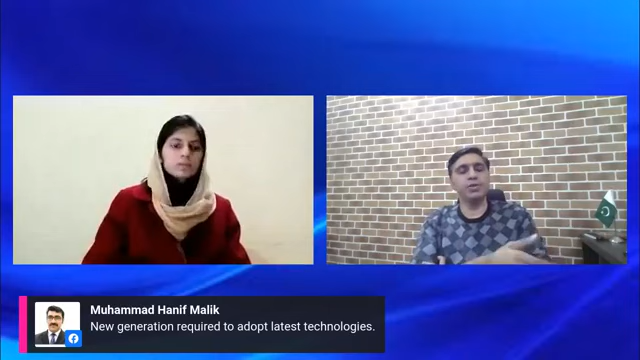 Muhammad Hanif Malik
New generation required to adopt latest technologies.